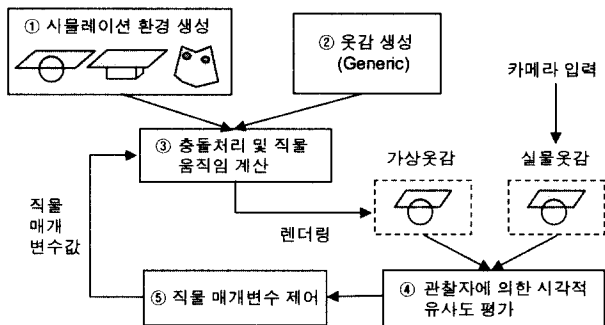 ① 시물레이션 환경 생성
② 옷감 생성
(Generic)
카메라 입력
③ 충돌처리 및 직물
움직임 계산
가상옷감
실물옷감
직물
매개
변수값
렌더링
⑤ 직물 매개변수 제어
④ 관찰자에 의한 시각적
유사도 평가